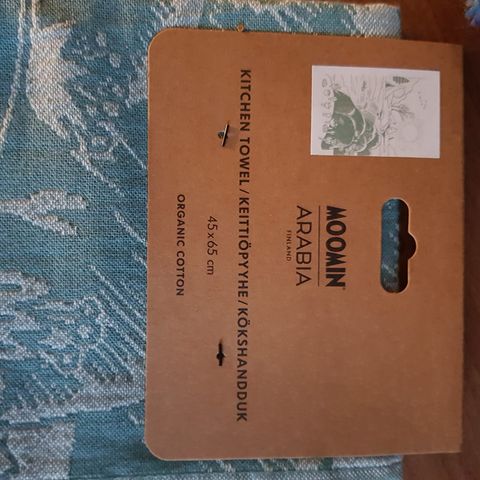 MOOMIN
ARABIA
FINLAND
KITCHEN TOWEL/KEITTIÖPYYHE/KÖKSHANDDUK
45 x 65 cm
ORGANIC COTTON